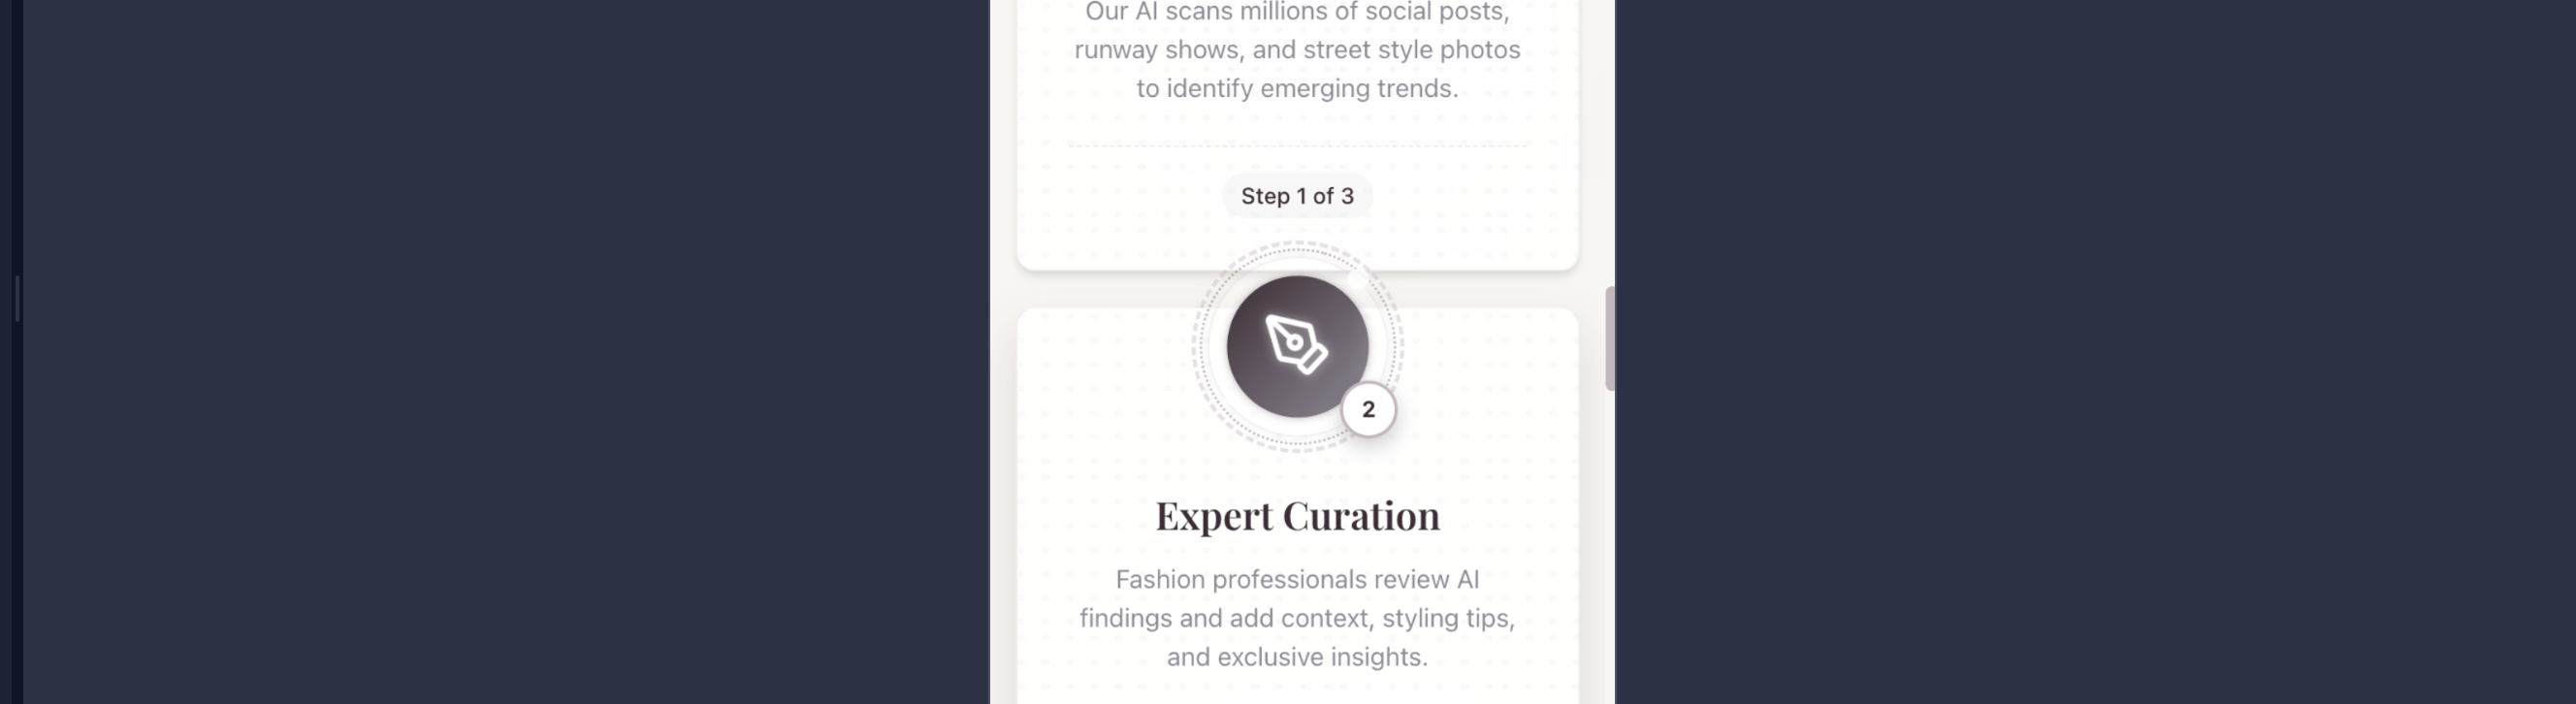 Our AI scans millions of social posts,
runway shows, and street style photos
to identify emerging trends.
Step 1 of 3
2
Expert Curation
Fashion professionals review AI
findings and add context, styling tips,
and exclusive insights.